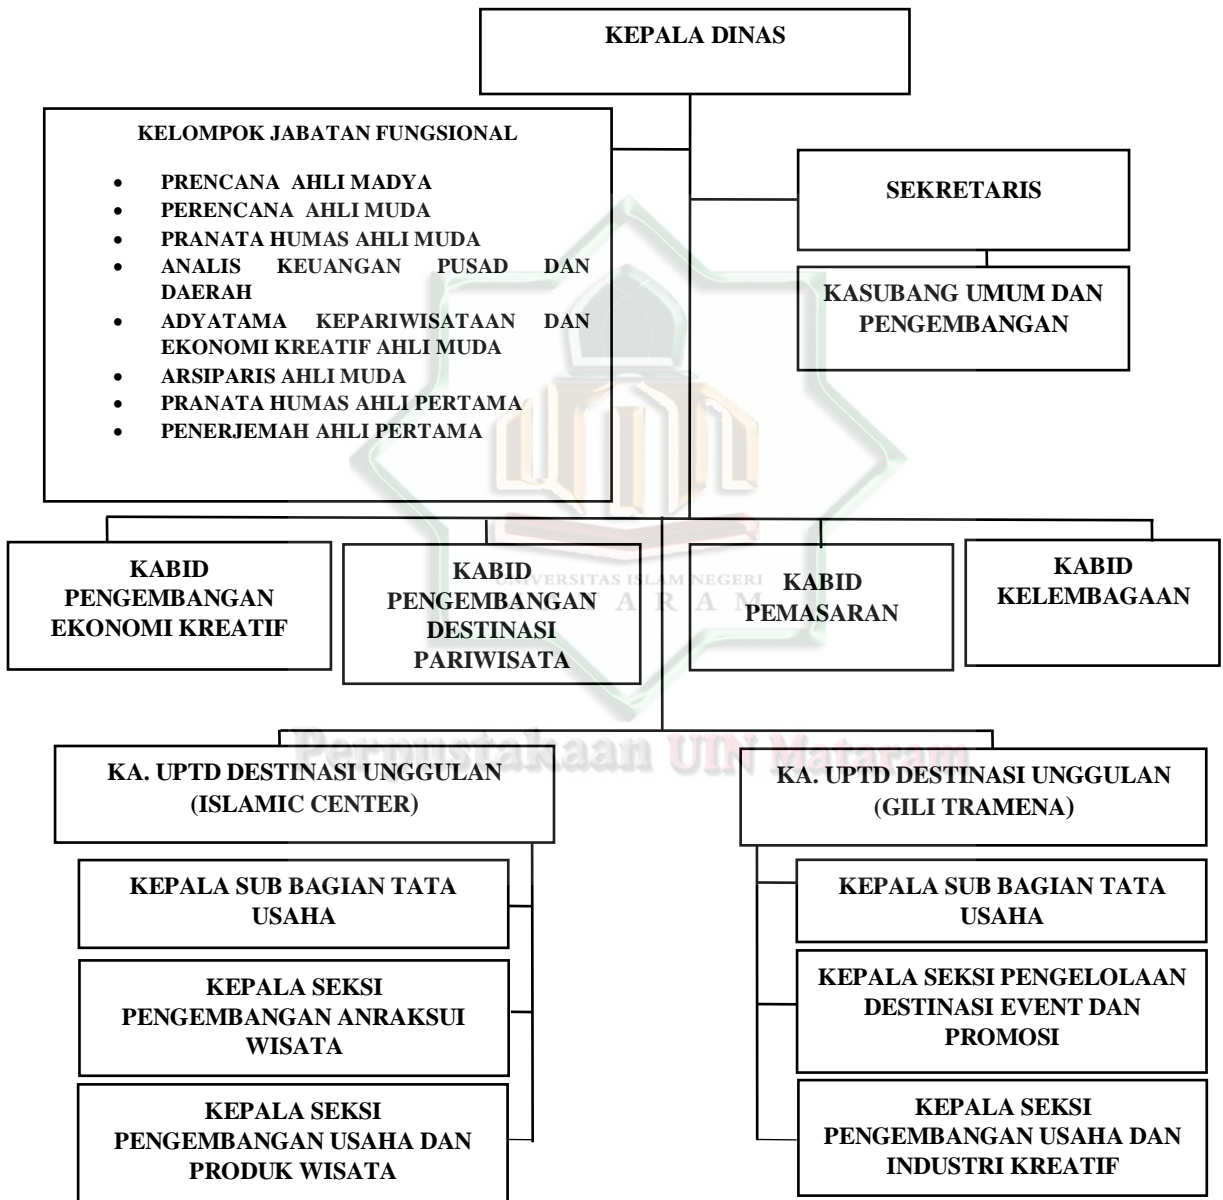 KEPALA DINAS
KELOMPOK JABATAN FUNGSIONAL
• PRENCANA AHLI MADYA
• PERENCANA AHLI MUDA
• PRANATA HUMAS AHLI MUDA
• ANALIS KEUANGAN PUSAD DAN
DAERAH
• ADYATAMA KEPARIWISATAAN DAN
EKONOMI KREATIF AHLI MUDA
• ARSIPARIS AHLI MUDA
• PRANATA HUMAS AHLI PERTAMA
• PENERJEMAH AHLI PERTAMA
SEKRETARIS
KASUBANG UMUM DAN
PENGEMBANGAN
KABID
PENGEMBANGAN
EKONOMI KREATIF
KABID
PENGEMBANGAN
DESTINASI
PARIWISATA
KABID
PEMASARAN
KABID
KELEMBAGAAN
UNIVERSITAS ISLAM NEGERI
MATARAM
Perpustakaan UIN Mataram
KA. UPTD DESTINASI UNGGULAN
(ISLAMIC CENTER)
KEPALA SUB BAGIAN TATA
USAHA
KEPALA SEKSI
PENGEMBANGAN ANRAKSUI
WISATA
KEPALA SEKSI
PENGEMBANGAN USAHA DAN
PRODUK WISATA
KA. UPTD DESTINASI UNGGULAN
(GILI TRAMENA)
KEPALA SUB BAGIAN TATA
USAHA
KEPALA SEKSI PENGELOLAAN
DESTINASI EVENT DAN
PROMOSI
KEPALA SEKSI
PENGEMBANGAN USAHA DAN
INDUSTRI KREATIF